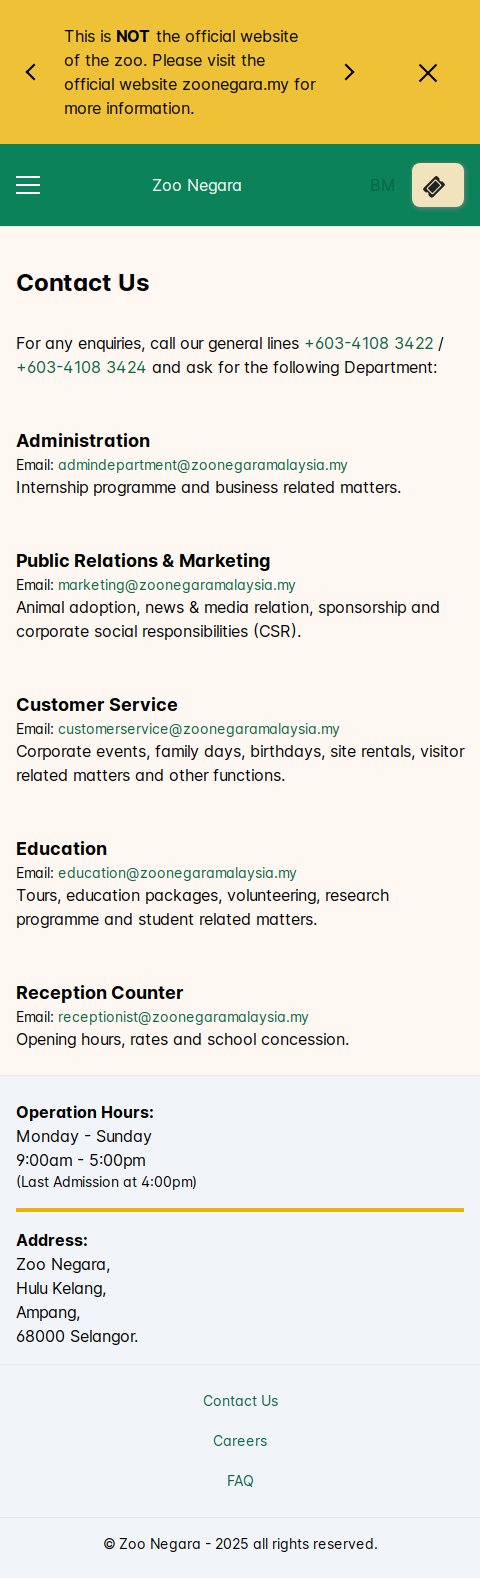 This is NOT the official website
of the zoo. Please visit the
official website zoonegara.my for
more information.
Zoo Negara
BM
Contact Us
For any enquiries, call our general lines +603-4108 3422 /
+603-4108 3424 and ask for the following Department:
Administration
Email: admindepartment@zoonegaramalaysia.my
Internship programme and business related matters.
Public Relations & Marketing
Email: marketing@zoonegaramalaysia.my
Animal adoption, news & media relation, sponsorship and
corporate social responsibilities (CSR).
Customer Service
Email: customerservice@zoonegaramalaysia.my
Corporate events, family days, birthdays, site rentals, visitor
related matters and other functions.
Education
Email: education@zoonegaramalaysia.my
Tours, education packages, volunteering, research
programme and student related matters.
Reception Counter
Email: receptionist@zoonegaramalaysia.my
Opening hours, rates and school concession.
Operation Hours:
Monday - Sunday
9:00am - 5:00pm
(Last Admission at 4:00pm)
Address:
Zoo Negara,
Hulu Kelang,
Ampang,
68000 Selangor.
Contact Us
Careers
FAQ
© Zoo Negara - 2025 all rights reserved.